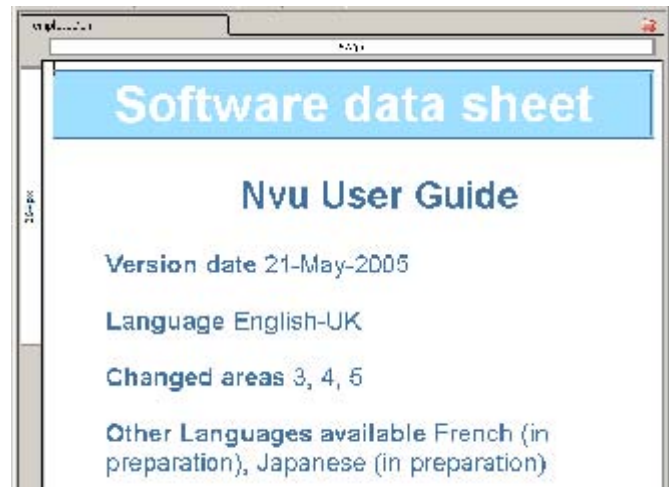 Software data sheet
Nvu User Guide
Version date 21-May-2005
Language English-UK
Changed areas 3, 4, 5
Other Languages available French (in
preparation), Japanese (in preparation)